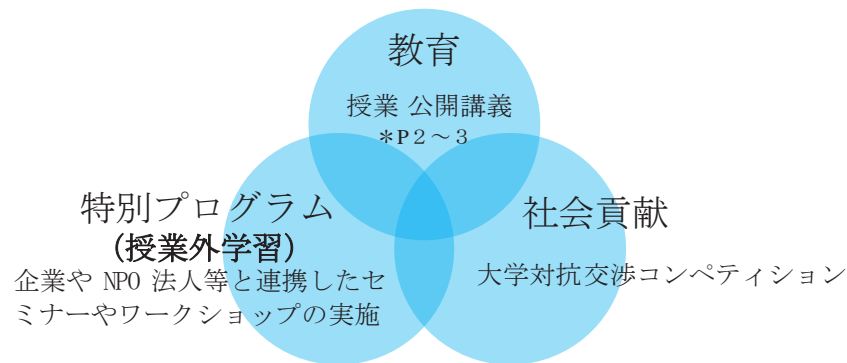 教育
授業 公開講義
*P2～3
特別プログラム
(授業外学習)
企業や NPO 法人等と連携したセ
ミナーやワークショップの実施
社会貢献
大学対抗交渉コンペティション